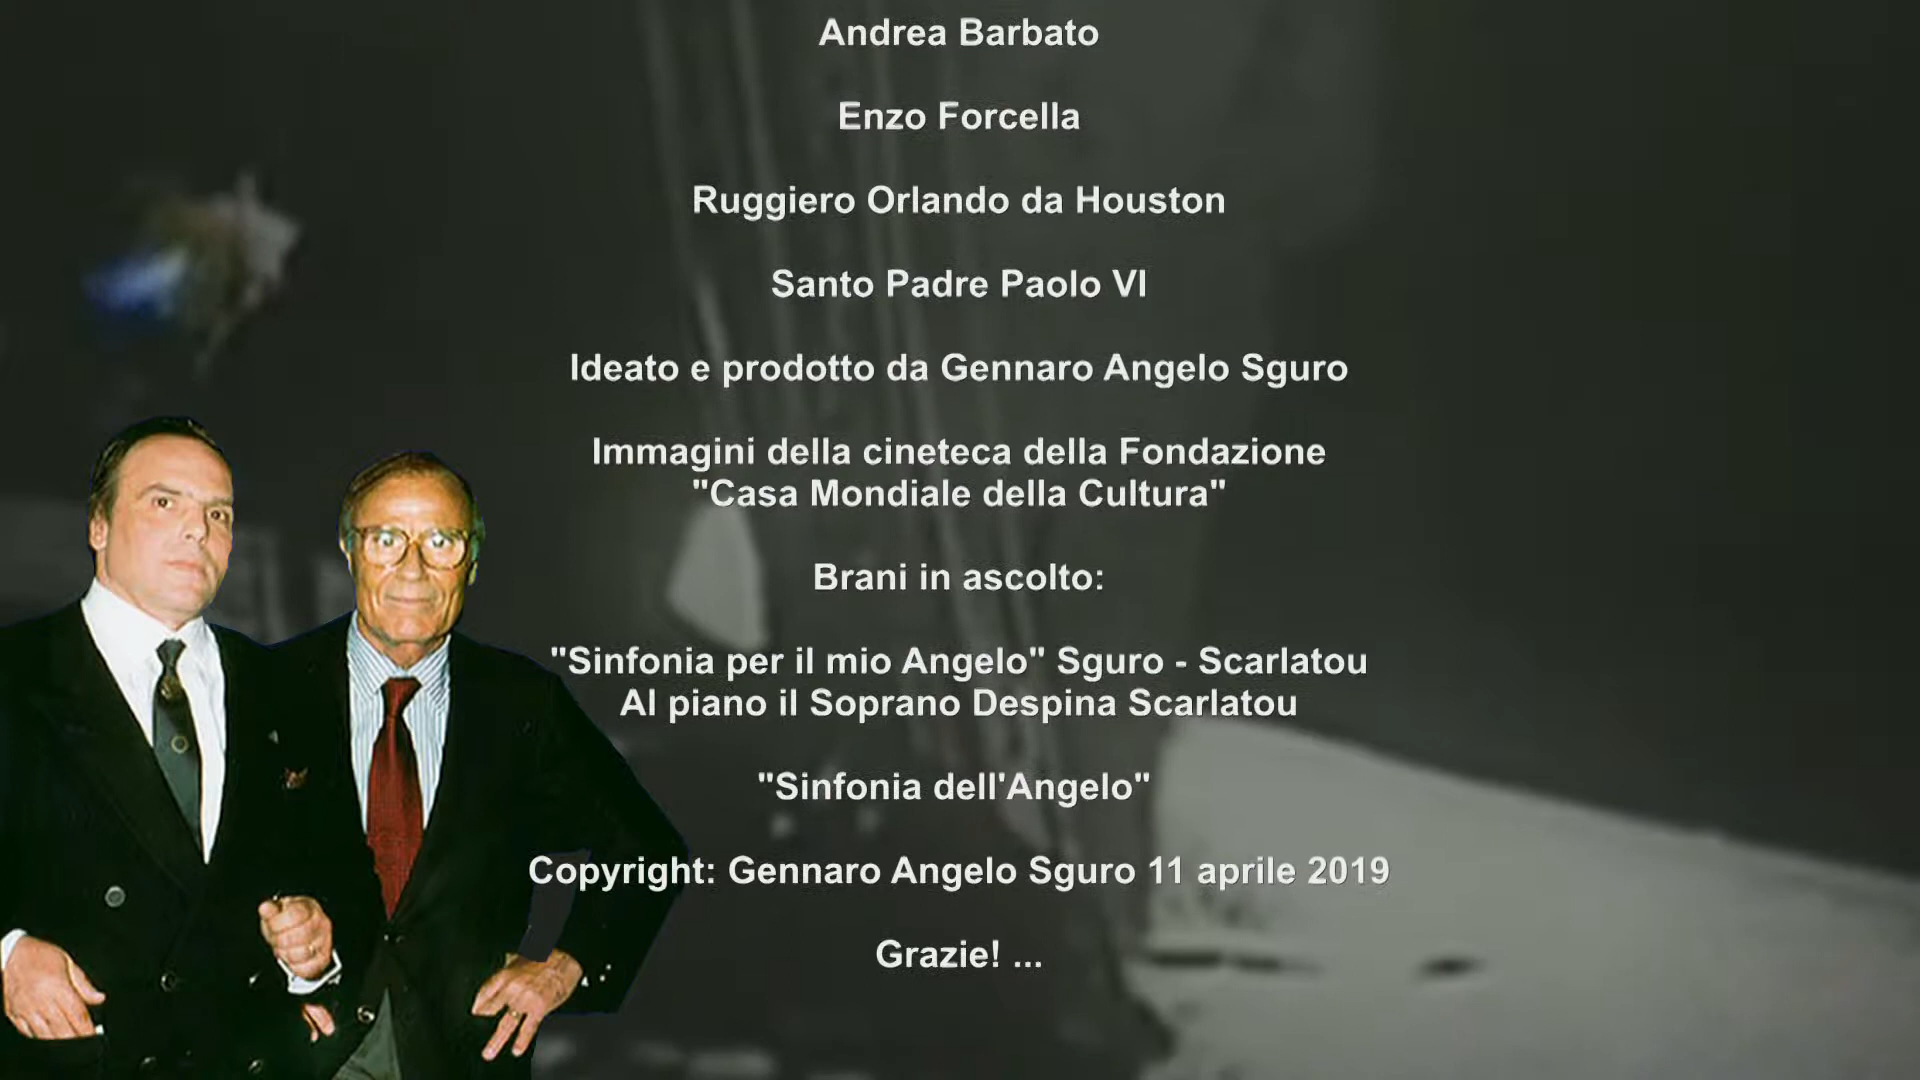 Andrea Barbato
Enzo Forcella
Ruggiero Orlando da Houston
Santo Padre Paolo VI
Ideato e prodotto da Gennaro Angelo Sguro
Immagini della cineteca della Fondazione
"Casa Mondiale della Cultura"
Brani in ascolto:
"Sinfonia per il mio Angelo" Sguro - Scarlatou
Al piano il Soprano Despina Scarlatou
"Sinfonia dell'Angelo"
Copyright: Gennaro Angelo Sguro 11 aprile 2019
Grazie! ...